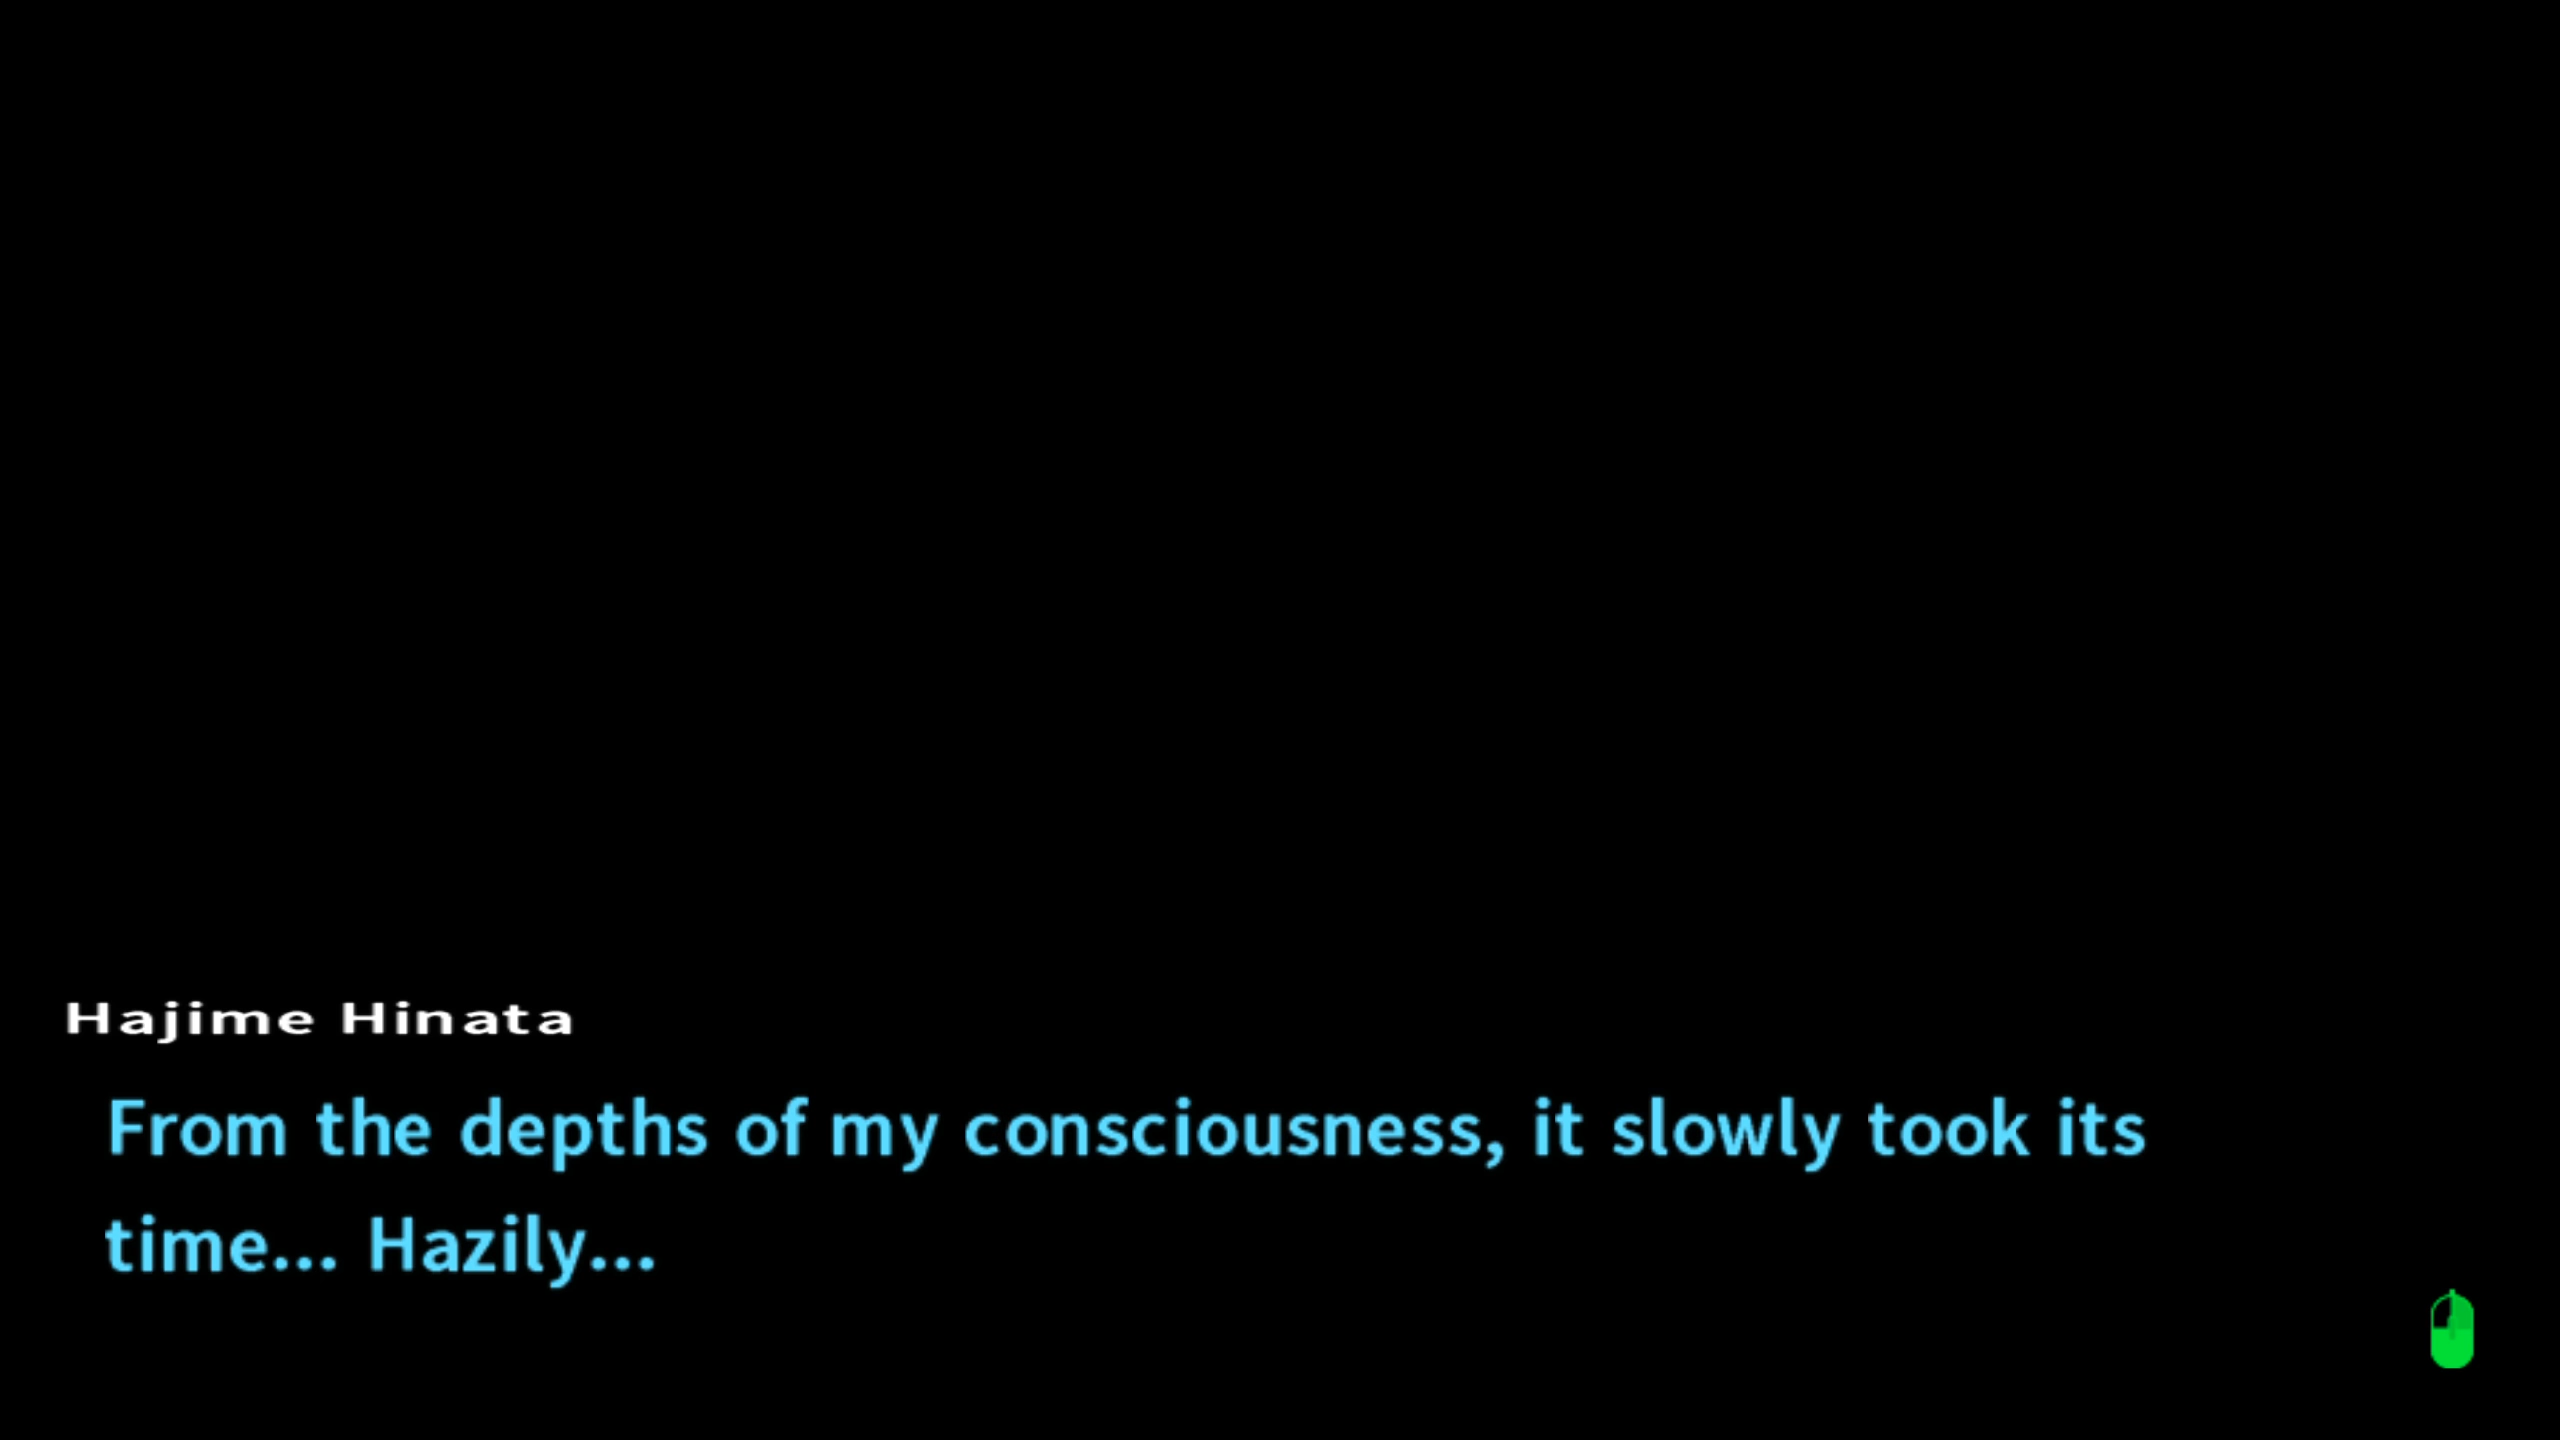 Hajime Hinata
From the depths of my consciousness, it slowly took its
time... Hazily...